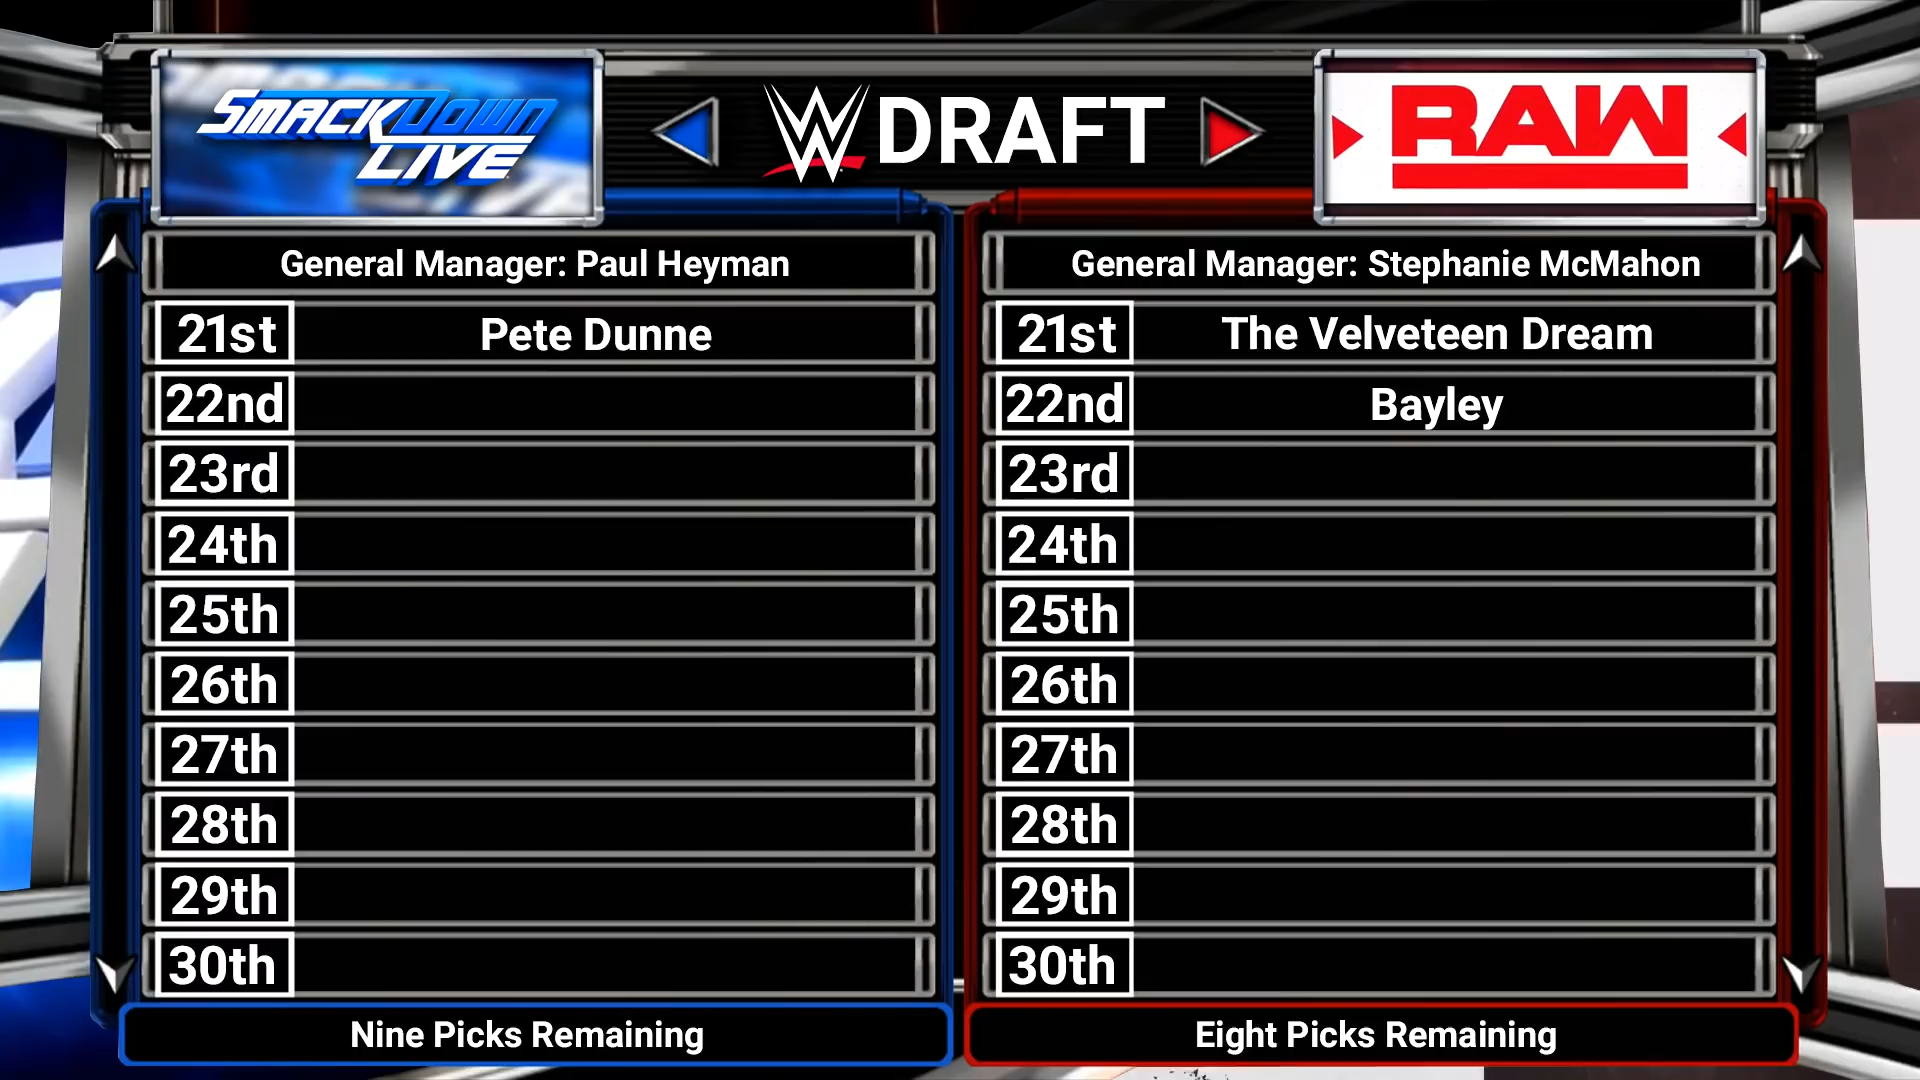 SMACKDOWN
LIVE
W DRAFT
RAW
General Manager: Paul Heyman
21st Pete Dunne
22nd
23rd
24th
25th
26th
27th
28th
29th
30th
Nine Picks Remaining
General Manager: Stephanie McMahon
21st The Velveteen Dream
22nd Bayley
23rd
24th
25th
26th
27th
28th
29th
30th
Eight Picks Remaining